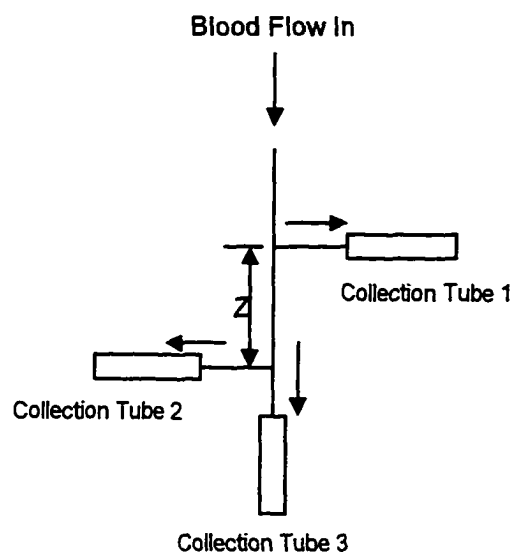 Blood Flow In
Collection Tube 1
Z
Collection Tube 2
Collection Tube 3